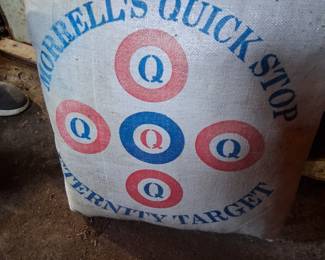 MORRELL'S QUICK STOP
Q
Q Q Q
Q
ETERNITY TARGET